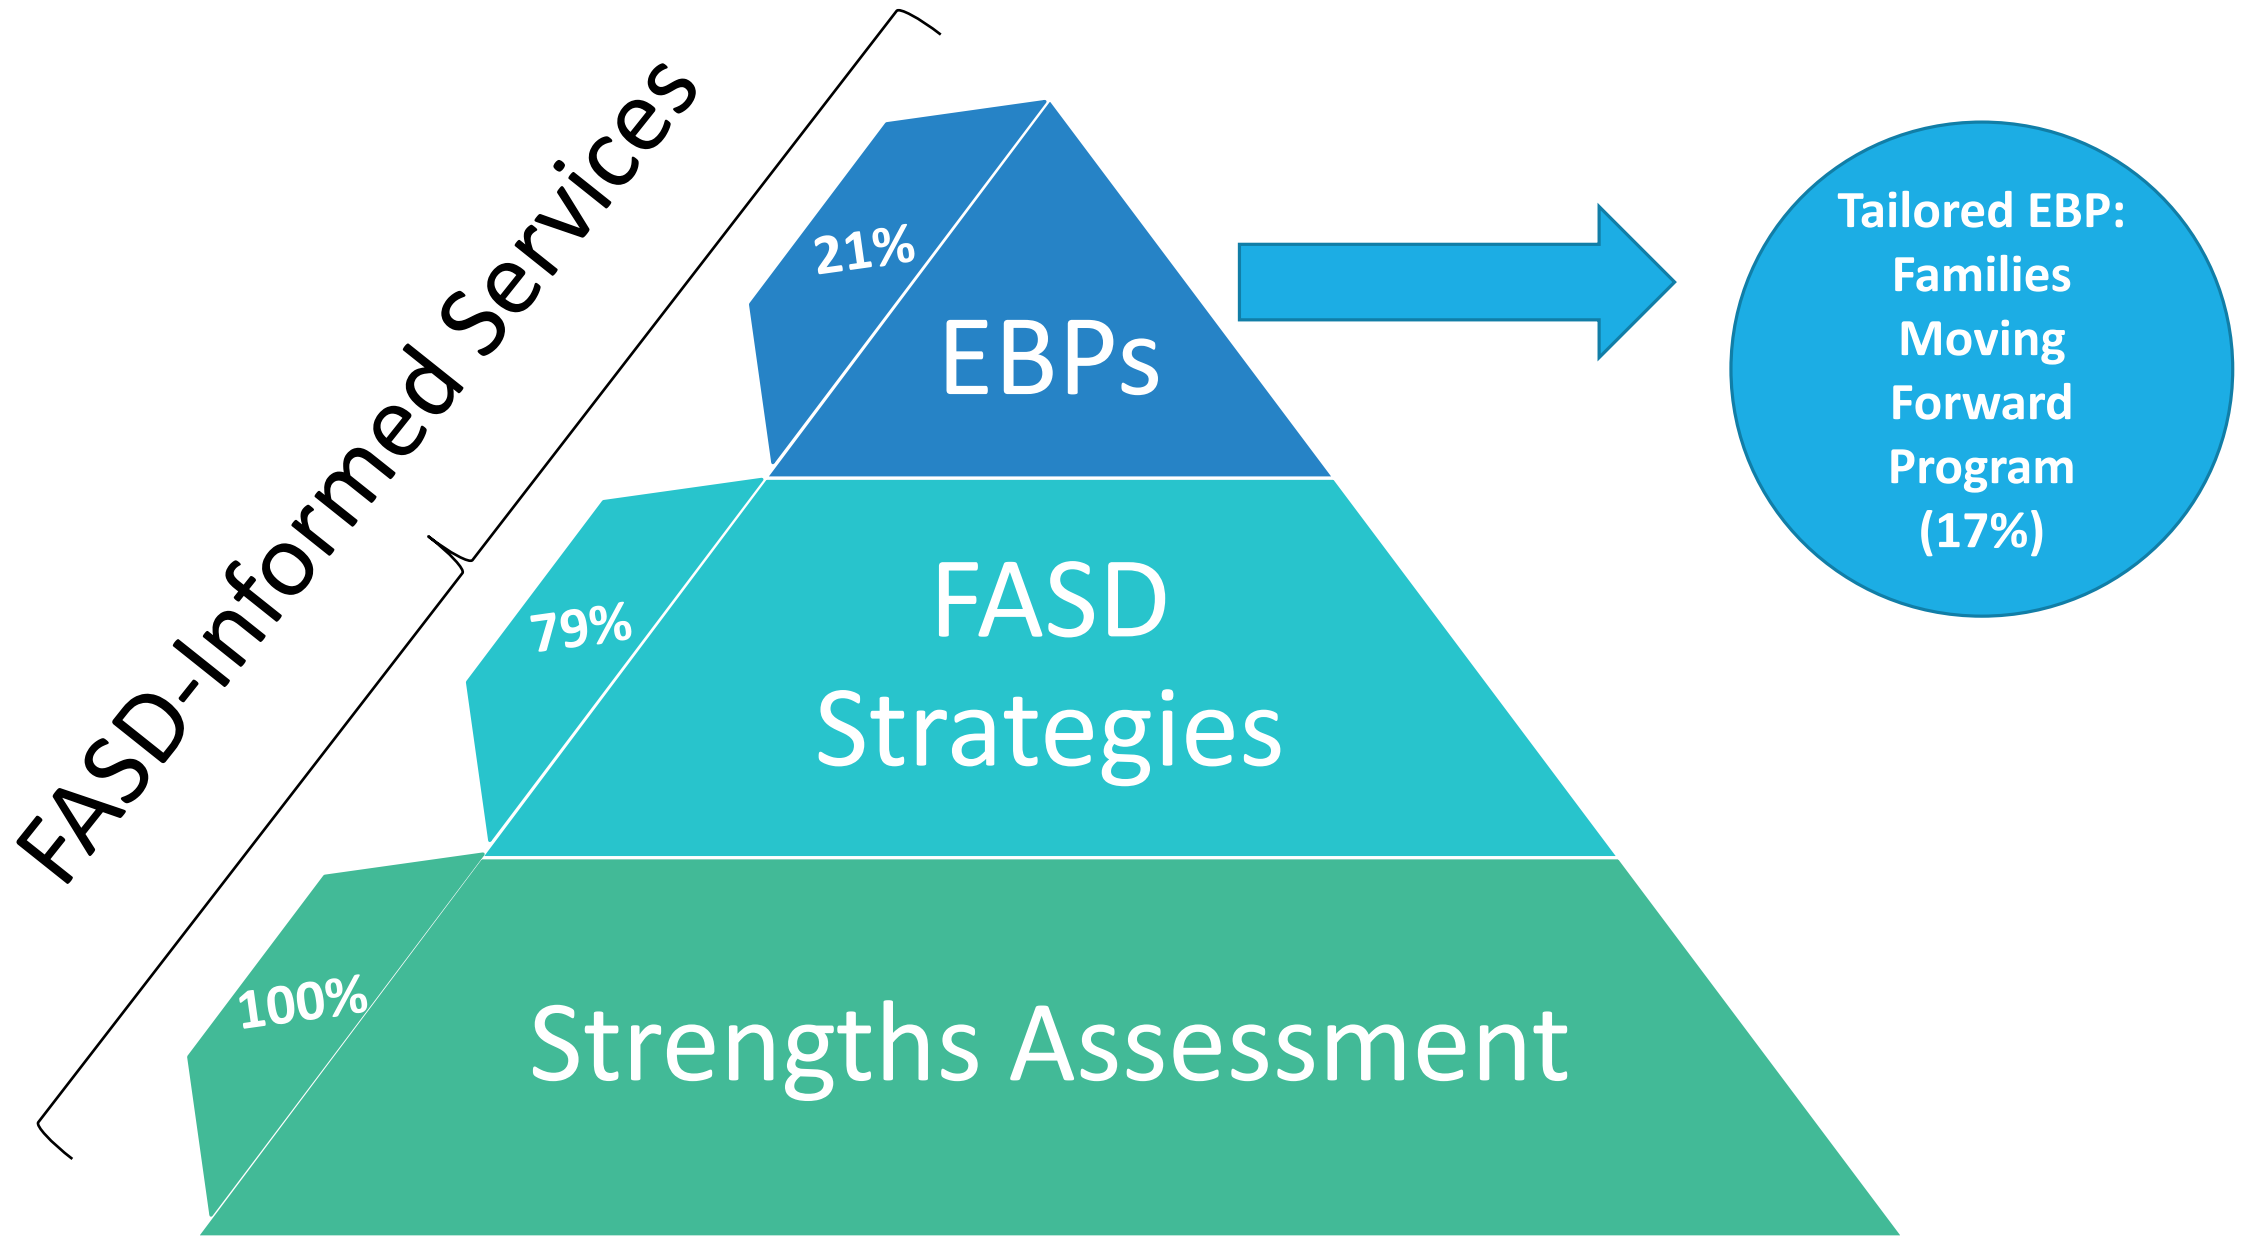 FASD-Informed Services
21%
EBPs
79%
FASD
Strategies
100%
Strengths Assessment
Tailored EBP:
Families
Moving
Forward
Program
(17%)